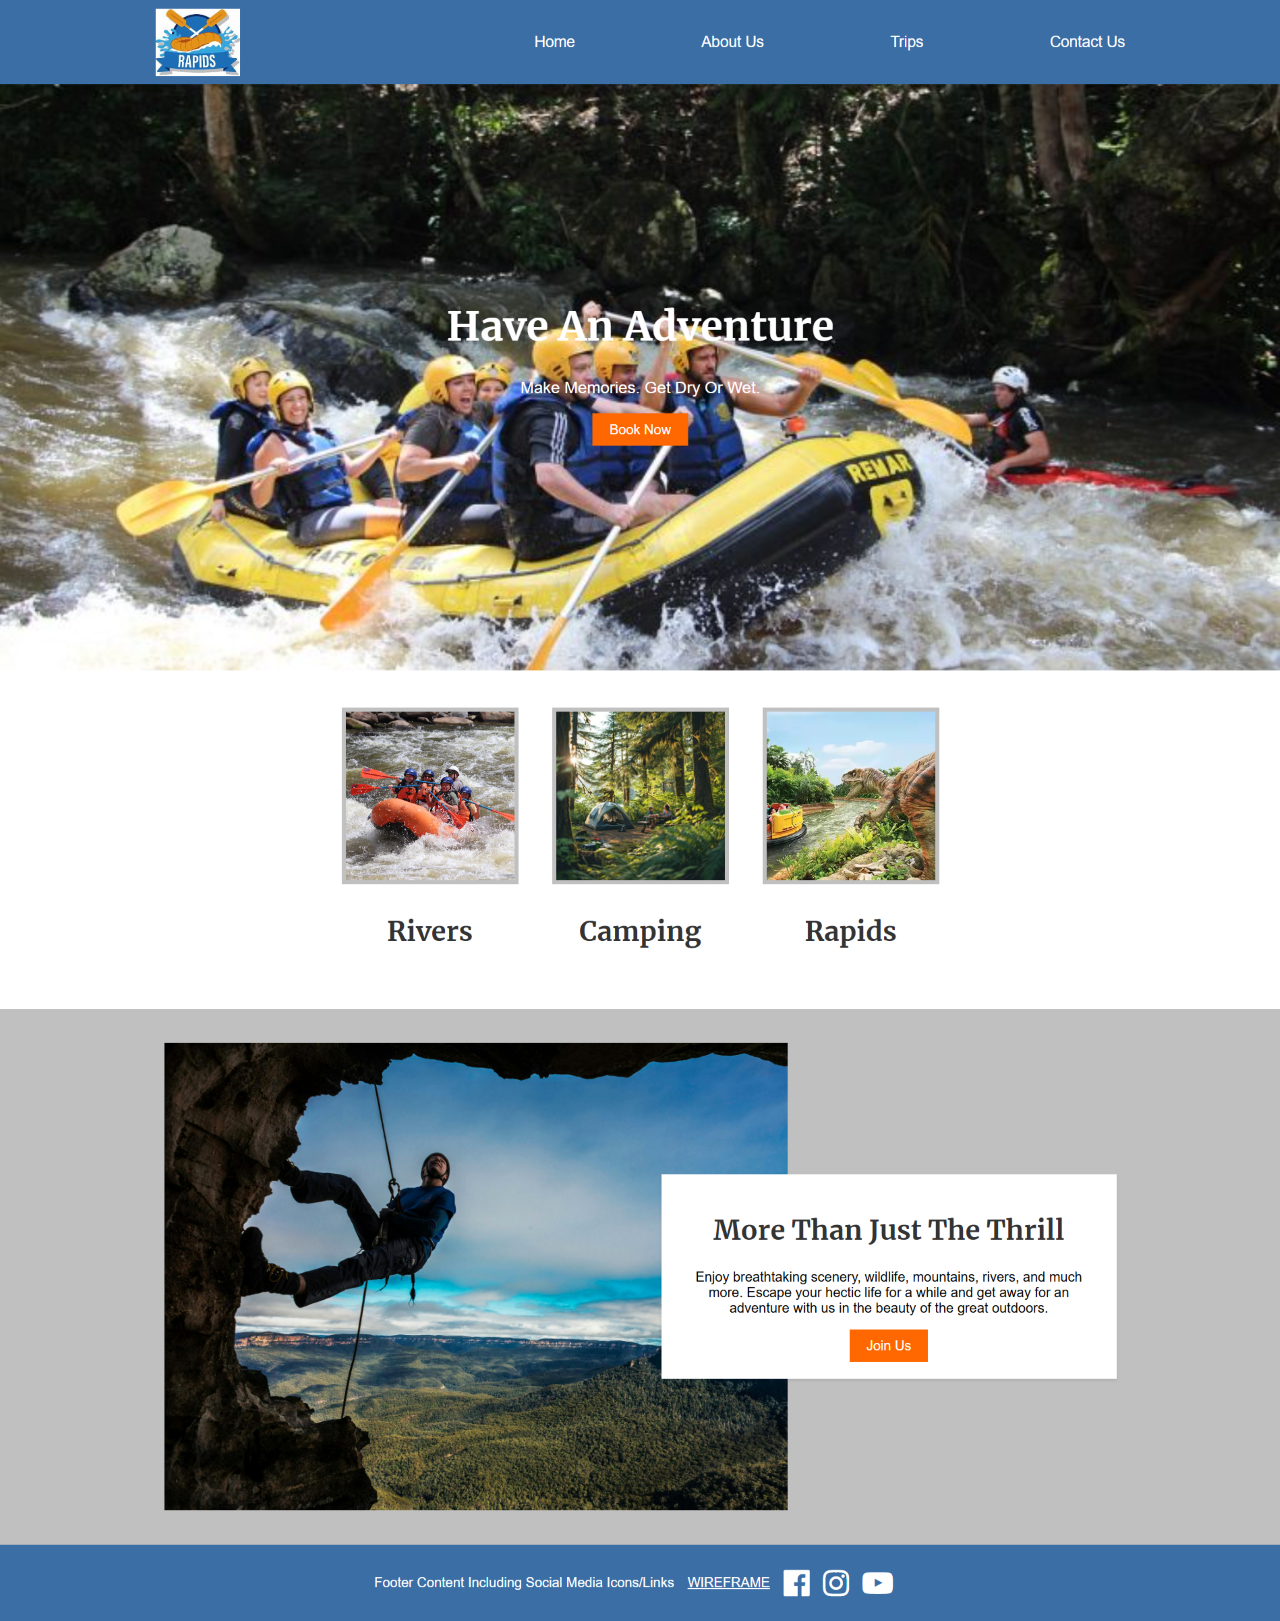 RAPIDS
Home
About Us
Trips
Contact Us
Have An Adventure
Make Memories. Get Dry Or Wet.
Book Now
REMAR
Rivers
Camping
Rapids
More Than Just The Thrill
Enjoy breathtaking scenery, wildlife, mountains, rivers, and much
more. Escape your hectic life for a while and get away for an
adventure with us in the beauty of the great outdoors.
Join Us
Footer Content Including Social Media Icons/Links
WIREFRAME